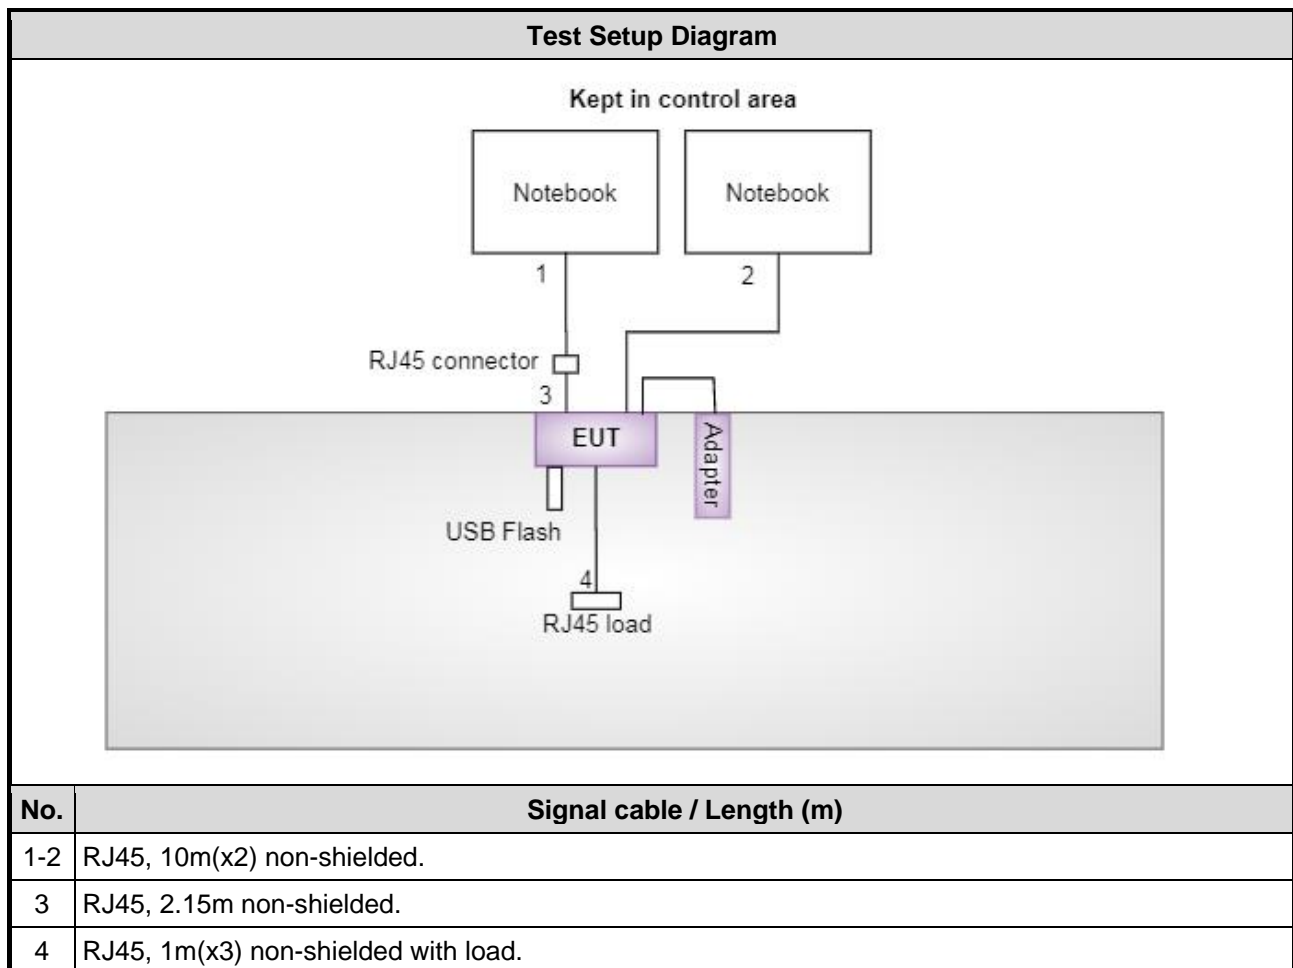 Test Setup Diagram
Kept in control area
Notebook
Notebook
1
2
RJ45 connector
3
EUT
Adapter
USB Flash
4
RJ45 load
No. Signal cable / Length (m)
1-2 RJ45, 10m(x2) non-shielded.
3 RJ45, 2.15m non-shielded.
4 RJ45, 1m(x3) non-shielded with load.